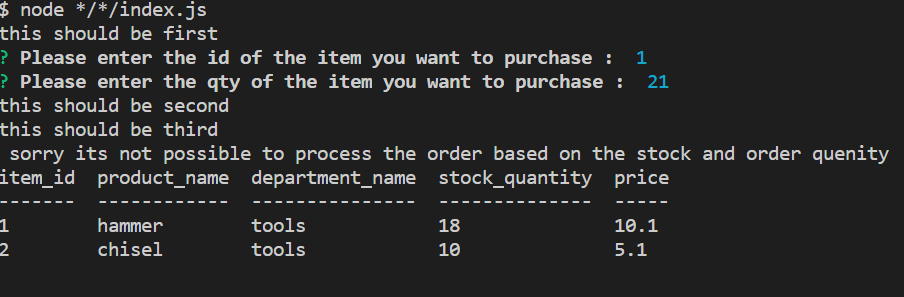 $ node */*/index.js
this should be first
? Please enter the id of the item you want to purchase :  1
? Please enter the qty of the item you want to purchase :  21
this should be second
this should be third
 sorry its not possible to process the order based on the stock and order quenity
item_id  product_name  department_name  stock_quantity  price
-------  ------------  ---------------  --------------  -----
1        hammer        tools            18              10.1
2        chisel        tools            10              5.1